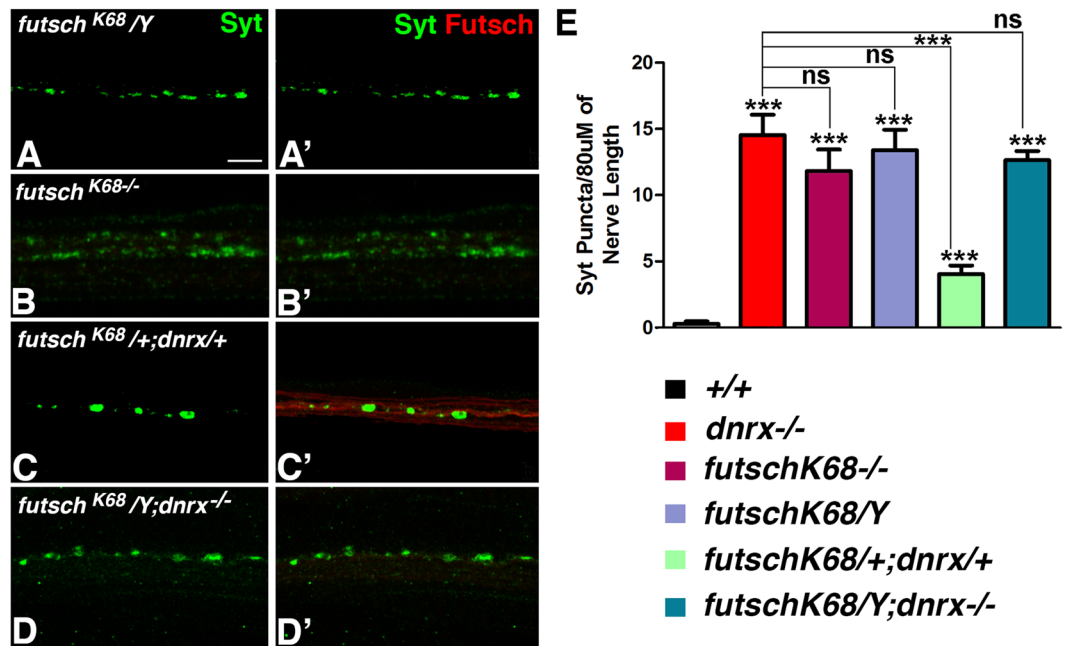 futsch K68 /Y Syt
Syt Futsch
A
A'
futsch K68-/-
B
B'
futsch K68 /+;dnrx/+
C
C'
futsch K68 /Y;dnrx -/-
D
D'
E
ns
***
ns
ns
20
15
10
5
0
Syt Puncta/80uM of
Nerve Length
***
***
***
***
***
+/+
dnrx-/-
futschK68-/-
futschK68/Y
futschK68/+;dnrx/+
futschK68/Y;dnrx-/-